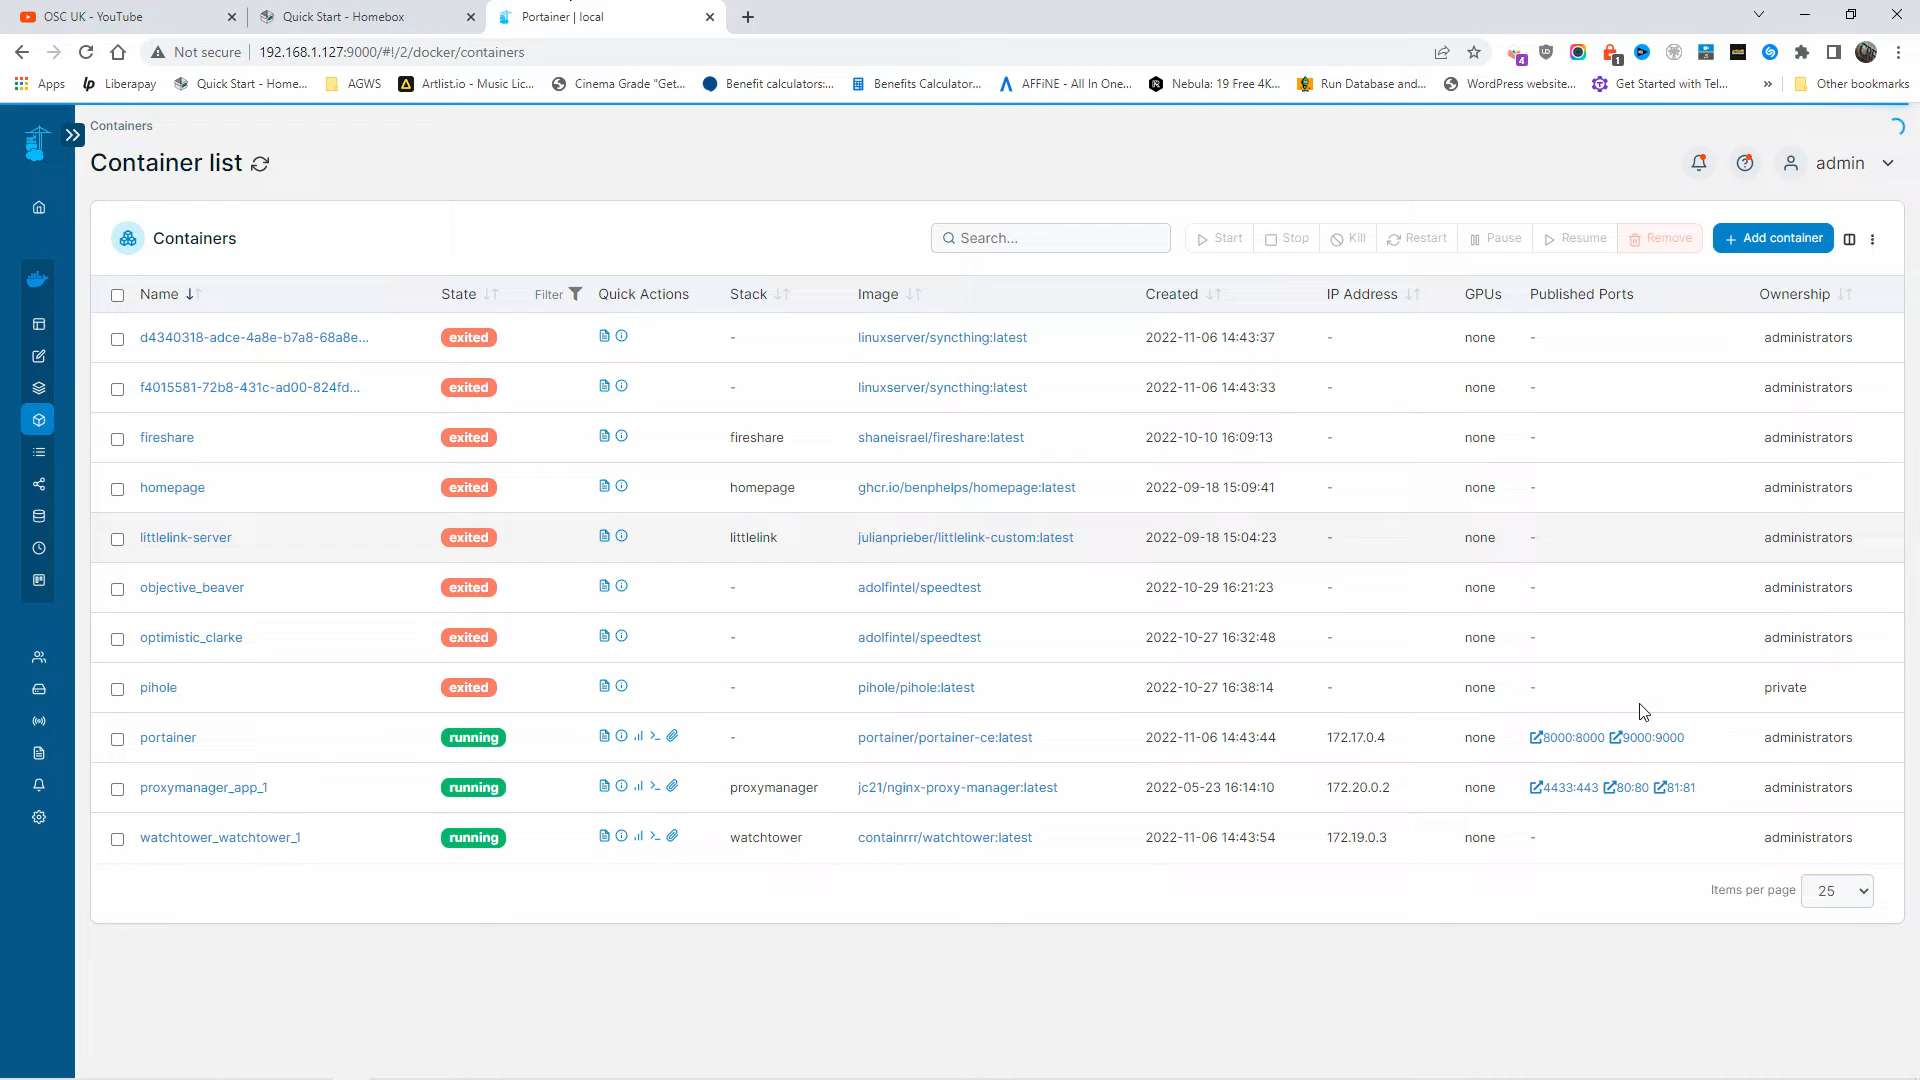 OSC UK - YouTube
Quick Start - Homebox
Portainer | local
Not secure
192.168.1.127:9000/#!/2/docker/containers
4
1
Apps
Liberapay
Quick Start - Home...
AGWS
Artlist.io - Music Lic...
Cinema Grade "Get...
Benefit calculators:...
Benefits Calculator...
AFFiNE - All In One...
Nebula: 19 Free 4K...
Run Database and...
WordPress website...
Get Started with Tel...
Other bookmarks
Containers
Container list
admin
Containers
Search...
Start
Stop
Kill
Restart
Pause
Resume
Remove
+ Add container
Name State Filter Quick Actions Stack Image Created IP Address GPUs Published Ports Ownership
d4340318-adce-4a8e-b7a8-68a8e... exited - linuxserver/syncthing:latest 2022-11-06 14:43:37 - none - administrators
f4015581-72b8-431c-ad00-824fd... exited - linuxserver/syncthing:latest 2022-11-06 14:43:33 - none - administrators
fireshare exited fireshare shaneisrael/fireshare:latest 2022-10-10 16:09:13 - none - administrators
homepage exited homepage ghcr.io/benphelps/homepage:latest 2022-09-18 15:09:41 - none - administrators
littlelink-server exited littlelink julianprieber/littlelink-custom:latest 2022-09-18 15:04:23 - none - administrators
objective_beaver exited - adolfintel/speedtest 2022-10-29 16:21:23 - none - administrators
optimistic_clarke exited - adolfintel/speedtest 2022-10-27 16:32:48 - none - administrators
pihole exited - pihole/pihole:latest 2022-10-27 16:38:14 - none - private
portainer running - portainer/portainer-ce:latest 2022-11-06 14:43:44 172.17.0.4 none 8000:8000 9000:9000 administrators
proxymanager_app_1 running proxymanager jc21/nginx-proxy-manager:latest 2022-05-23 16:14:10 172.20.0.2 none 4433:443 80:80 81:81 administrators
watchtower_watchtower_1 running watchtower containrrr/watchtower:latest 2022-11-06 14:43:54 172.19.0.3 none - administrators
Items per page 25